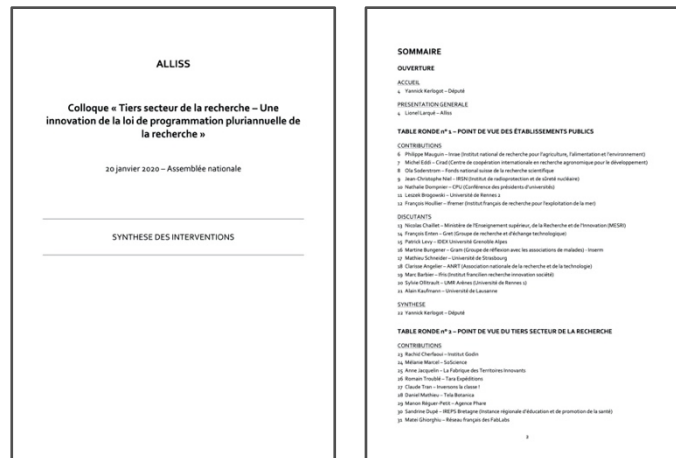 ALLISS
Colloque « Tiers secteur de la recherche – Une
innovation de la loi de programmation pluriannuelle de
la recherche »
20 janvier 2020 – Assemblée nationale
SYNTHESE DES INTERVENTIONS
SOMMAIRE
OUVERTURE
ACCUEIL
4 Yannick Kerlogot – Député
PRESENTATION GENERALE
4 Lionel Larqué – Alliss
TABLE RONDE n° 1 – POINT DE VUE DES ÉTABLISSEMENTS PUBLICS
CONTRIBUTIONS
6 Philippe Mauguin – Inrae (Institut national de recherche pour l'agriculture, l'alimentation et l'environnement)
7 Michel Eddi – Cirad (Centre de coopération internationale en recherche agronomique pour le développement)
8 Ola Soderstrom – Fonds national suisse de la recherche scientifique
9 Jean-Christophe Niel – IRSN (Institut de radioprotection et de sûreté nucléaire)
10 Nathalie Dompnier – CPU (Conférence des présidents d'universités)
11 Leszek Brogowski – Université de Rennes 2
12 François Houllier – Ifremer (Institut français de recherche pour l'exploitation de la mer)
DISCUTANTS
13 Nicolas Chaillet – Ministère de l'Enseignement supérieur, de la Recherche et de l'Innovation (MESRI)
14 François Enten – Gret (Groupe de recherche et d'échange technologique)
15 Patrick Levy – IDEX Université Grenoble Alpes
16 Martine Bungener – Gram (Groupe de réflexion avec les associations de malades) - Inserm
17 Mathieu Schneider – Université de Strasbourg
18 Clarisse Angelier – ANRT (Association nationale de la recherche et de la technologie)
19 Marc Barbier – Ifris (Institut francilien recherche innovation société)
20 Sylvie Ollitrault – UMR Arènes (Université de Rennes 1)
21 Alain Kaufmann – Université de Lausanne
SYNTHESE
22 Yannick Kerlogot – Député
TABLE RONDE n° 2 – POINT DE VUE DU TIERS SECTEUR DE LA RECHERCHE
CONTRIBUTIONS
23 Rachid Cherfaoui – Institut Godin
24 Mélanie Marcel – SoScience
25 Anne Jacquelin – La Fabrique des Territoires Innovants
26 Romain Troublé – Tara Expéditions
27 Claude Tran – Invenons la classe !
28 Daniel Mathieu – Tela Botanica
29 Manon Réguer-Petit – Agence Phare
30 Sandrine Dupé – IREPS Bretagne (Instance régionale d'éducation et de promotion de la santé)
31 Matei Gheorghiu – Réseau français des FabLabs